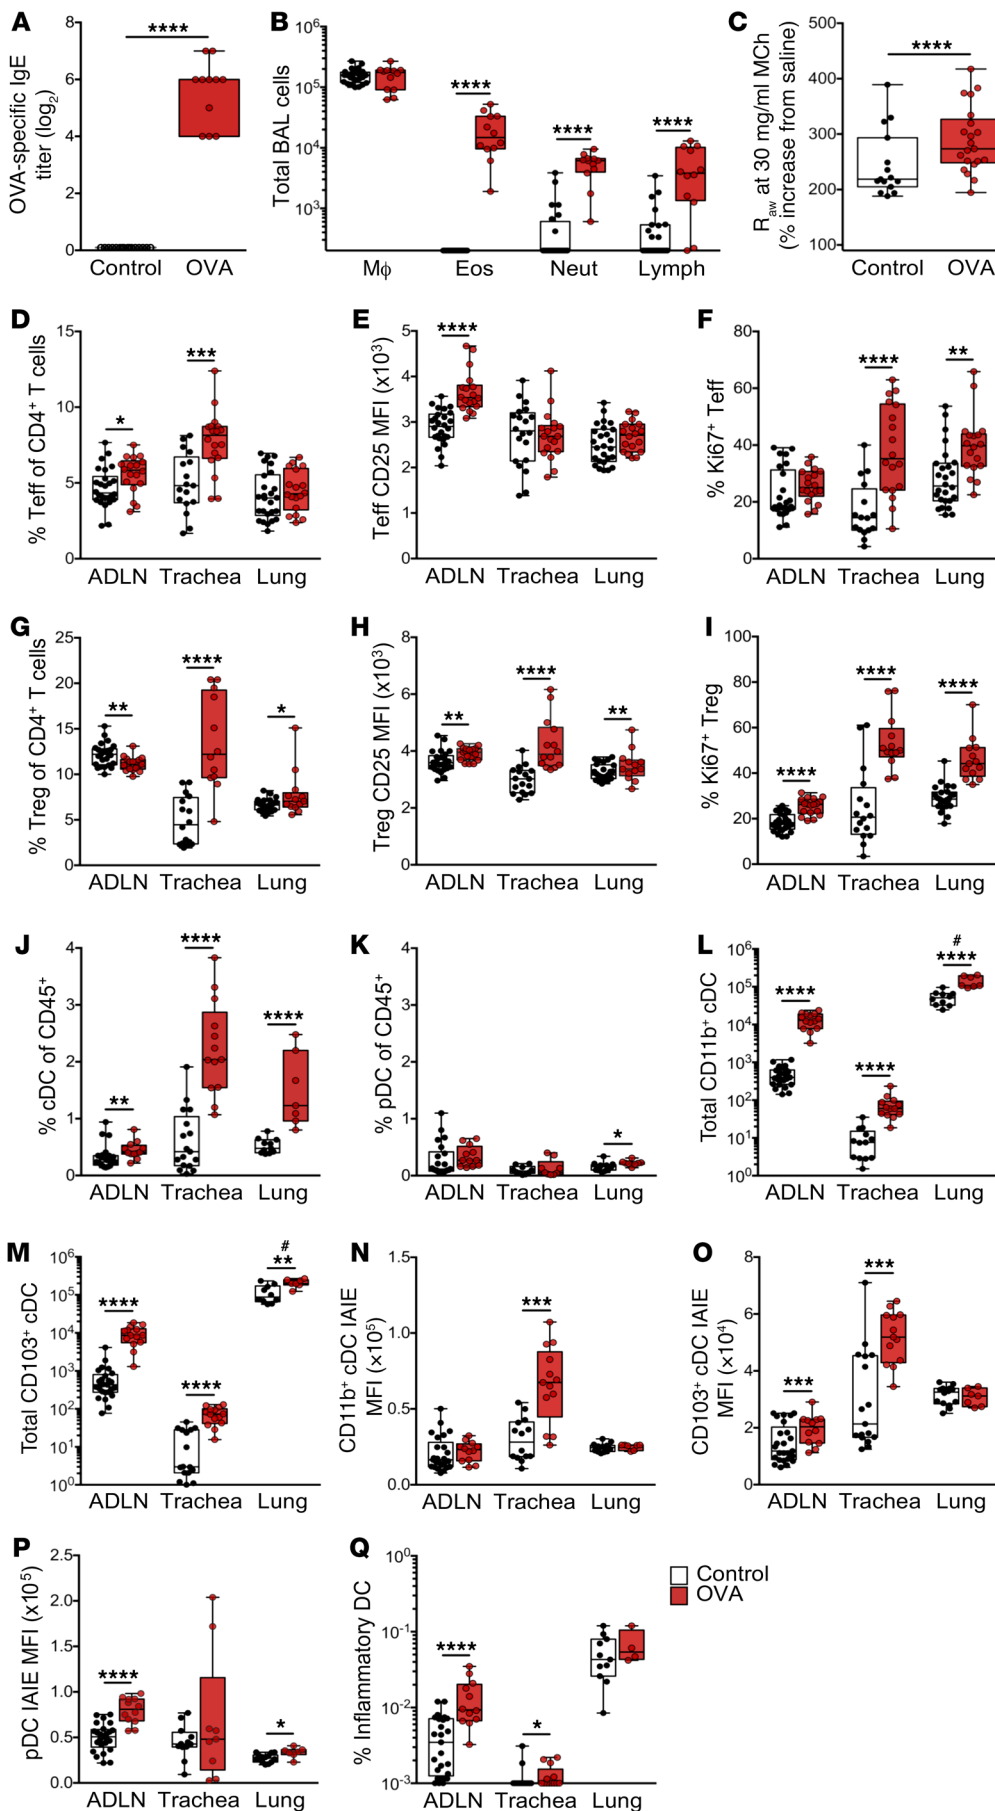 A
OVA-specific IgE
titer (log2)
8
6
4
2
0
****
Control
OVA
B
Total BAL cells
10^6
10^5
10^4
10^3
****
****
****
Mϕ
Eos
Neut
Lymph
C
Raw at 30 mg/ml MCh
(% increase from saline)
500
400
300
200
100
****
Control
OVA
D
% Teff of CD4+ T cells
15
10
5
0
*
***
ADLN
Trachea
Lung
E
Teff CD25 MFI (x10^3)
5
4
3
2
1
0
****
ADLN
Trachea
Lung
F
% Ki67+ Teff
80
60
40
20
0
****
**
ADLN
Trachea
Lung
G
% Treg of CD4+ T cells
25
20
15
10
5
0
**
****
*
ADLN
Trachea
Lung
H
Treg CD25 MFI (x10^3)
8
6
4
2
0
**
****
**
ADLN
Trachea
Lung
I
% Ki67+ Treg
100
80
60
40
20
0
****
****
****
ADLN
Trachea
Lung
J
% cDC of CD45+
4
3
2
1
0
**
****
****
ADLN
Trachea
Lung
K
% pDC of CD45+
4
3
2
1
0
*
ADLN
Trachea
Lung
L
Total CD11b+ cDC
10^6
10^5
10^4
10^3
10^2
10^1
10^0
****
****
#
****
ADLN
Trachea
Lung
M
Total CD103+ cDC
10^6
10^5
10^4
10^3
10^2
10^1
10^0
****
****
#
**
ADLN
Trachea
Lung
N
CD11b+ cDC IAIE
MFI (×10^5)
1.5
1.0
0.5
0.0
***
ADLN
Trachea
Lung
O
CD103+ cDC IAIE
MFI (×10^4)
8
6
4
2
0
***
***
ADLN
Trachea
Lung
P
pDC IAIE MFI (x10^5)
2.5
2.0
1.5
1.0
0.5
0.0
****
*
ADLN
Trachea
Lung
Q
% Inflammatory DC
10^0
10^-1
10^-2
10^-3
****
*
ADLN
Trachea
Lung
Control
OVA